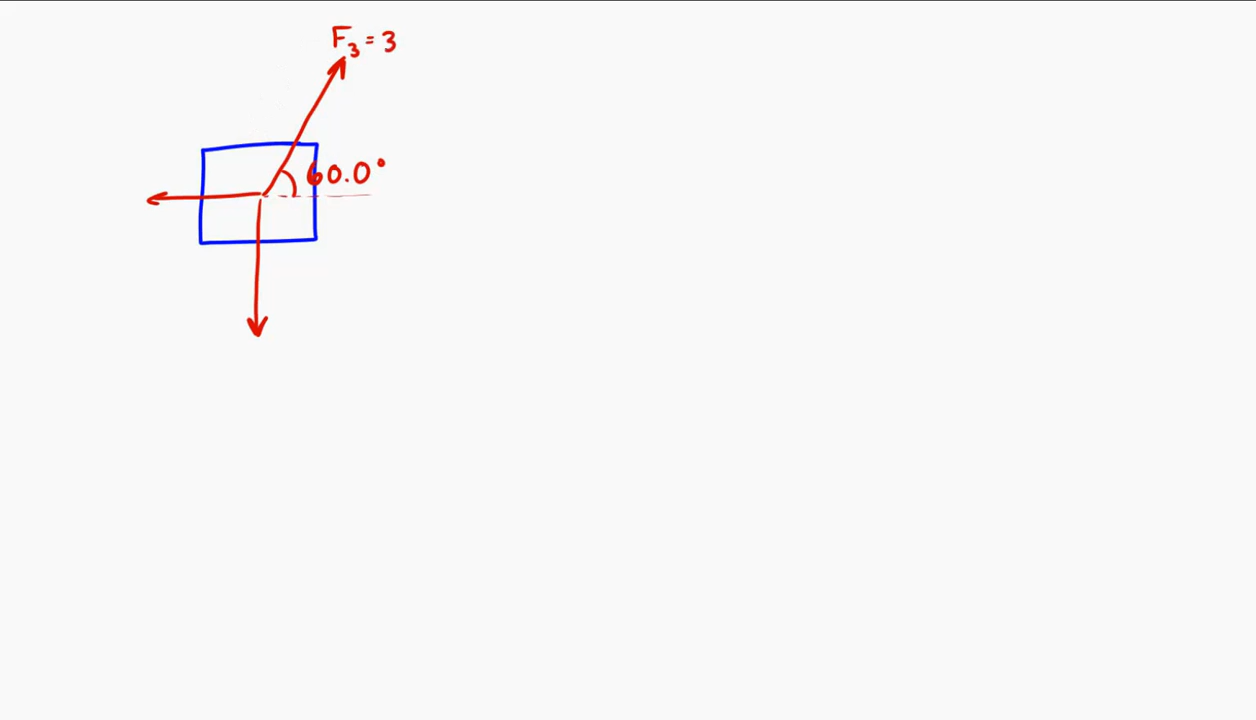 F₃ = 3
60.0°